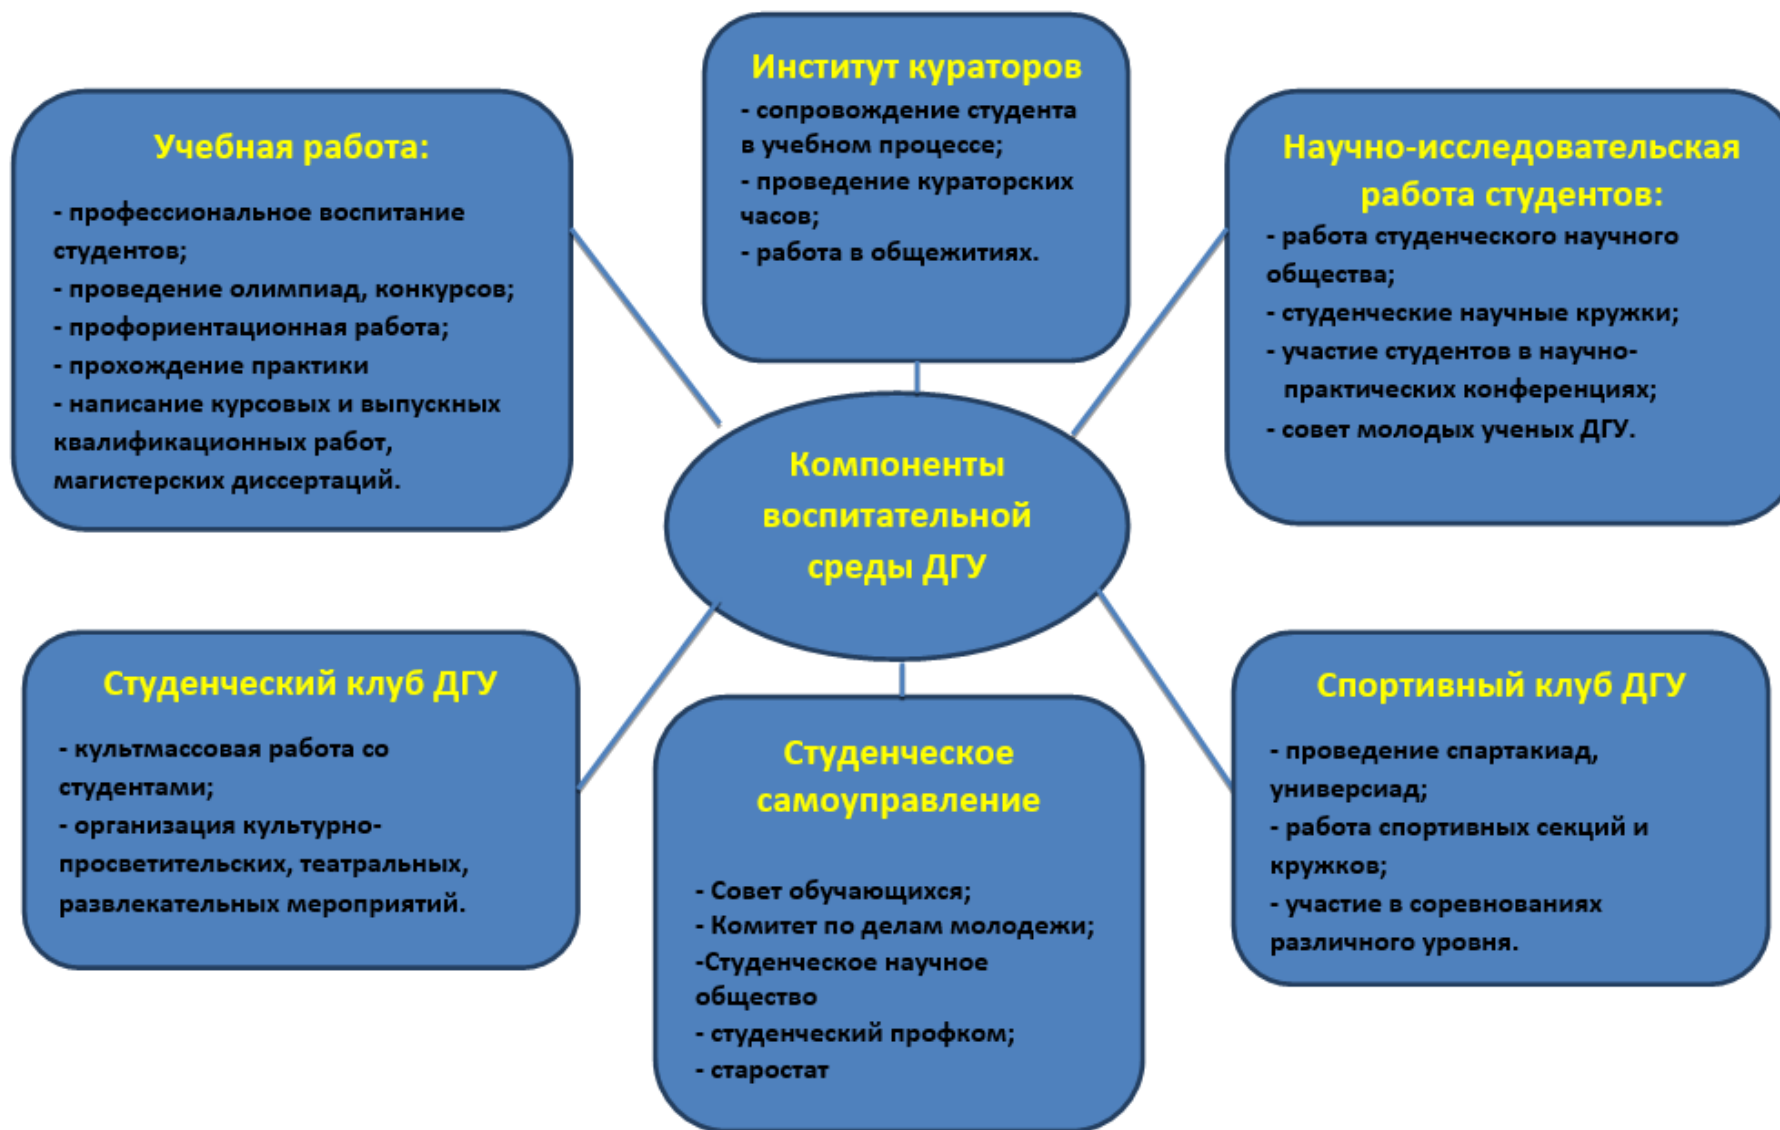 Институт кураторов
- сопровождение студента
в учебном процессе;
- проведение кураторских
часов;
- работа в общежитиях.
Учебная работа:
- профессиональное воспитание
студентов;
- проведение олимпиад, конкурсов;
- профориентационная работа;
- прохождение практики
- написание курсовых и выпускных
квалификационных работ,
магистерских диссертаций.
Научно-исследовательская
работа студентов:
- работа студенческого научного
общества;
- студенческие научные кружки;
- участие студентов в научно-
практических конференциях;
- совет молодых ученых ДГУ.
Компоненты
воспитательной
среды ДГУ
Студенческий клуб ДГУ
- культмассовая работа со
студентами;
- организация культурно-
просветительских, театральных,
развлекательных мероприятий.
Студенческое
самоуправление
- Совет обучающихся;
- Комитет по делам молодежи;
-Студенческое научное
общество
- студенческий профком;
- старостат
Спортивный клуб ДГУ
- проведение спартакиад,
универсиад;
- работа спортивных секций и
кружков;
- участие в соревнованиях
различного уровня.